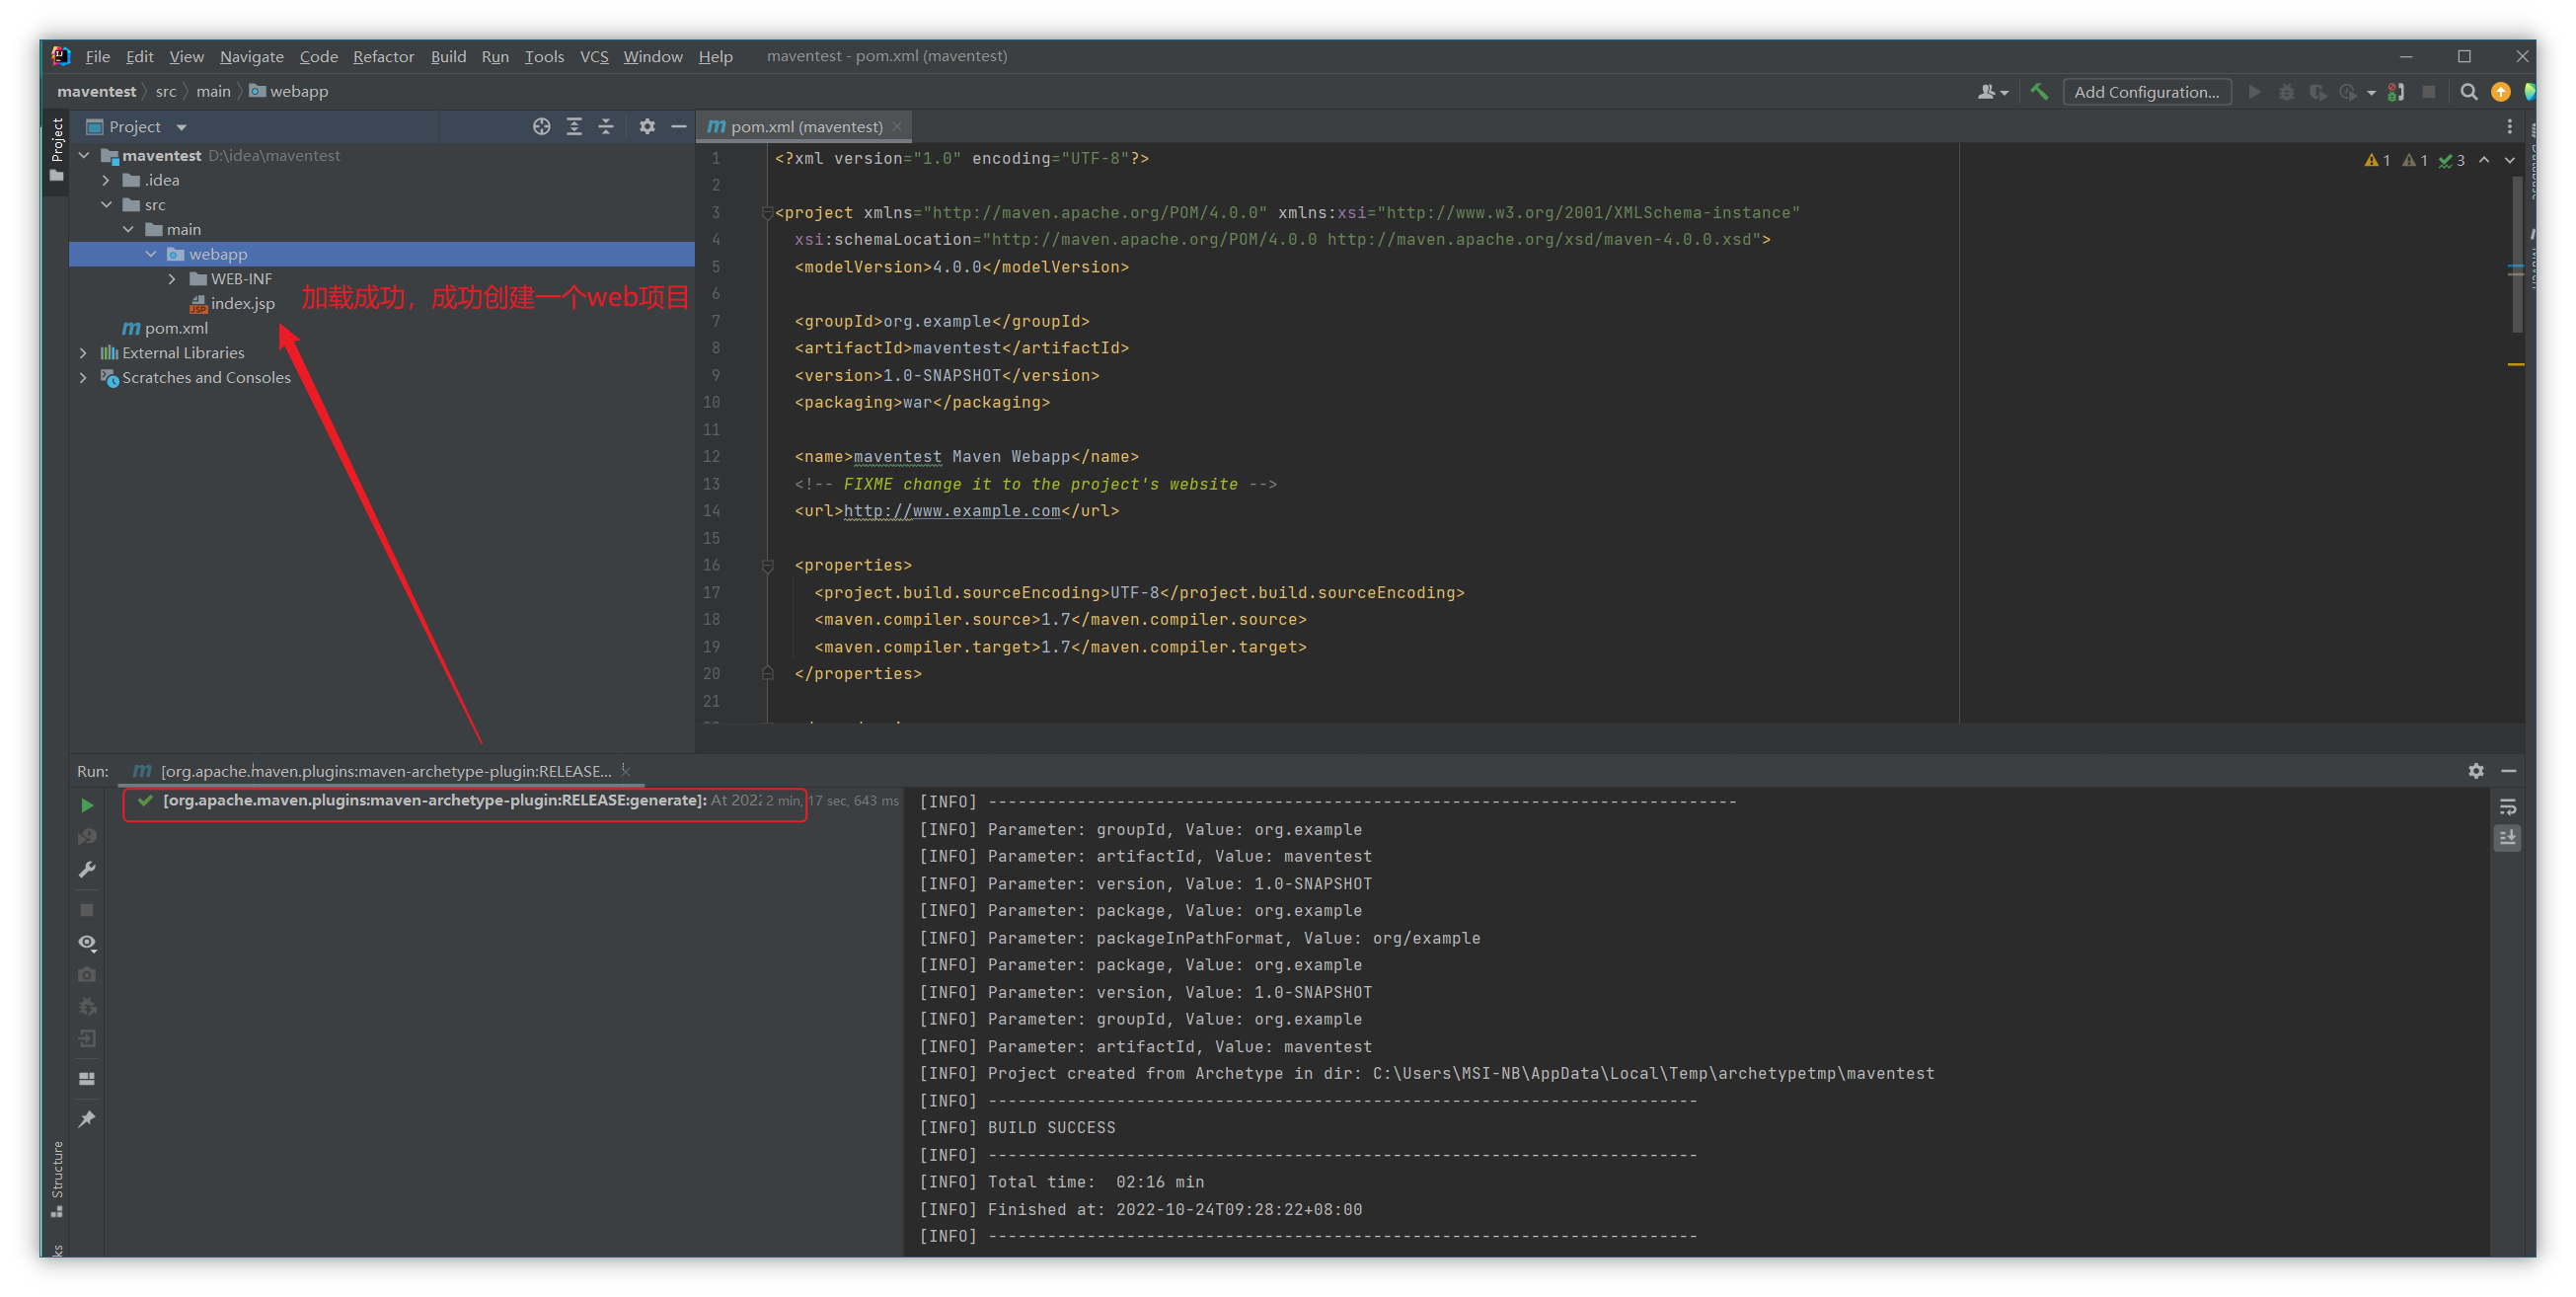 File Edit View Navigate Code Refactor Build Run Tools VCS Window Help maventest - pom.xml (maventest)
maventest src main webapp
Add Configuration...
Project
Project
pom.xml (maventest)
maventest D:\idea\maventest
.idea
src
main
webapp
WEB-INF
index.jsp
加载成功，成功创建一个web项目
pom.xml
External Libraries
Scratches and Consoles
1 <?xml version="1.0" encoding="UTF-8"?>
2
3 <project xmlns="http://maven.apache.org/POM/4.0.0" xmlns:xsi="http://www.w3.org/2001/XMLSchema-instance"
4 xsi:schemaLocation="http://maven.apache.org/POM/4.0.0 http://maven.apache.org/xsd/maven-4.0.0.xsd">
5 <modelVersion>4.0.0</modelVersion>
6
7 <groupId>org.example</groupId>
8 <artifactId>maventest</artifactId>
9 <version>1.0-SNAPSHOT</version>
10 <packaging>war</packaging>
11
12 <name>maventest Maven Webapp</name>
13 <!-- FIXME change it to the project's website -->
14 <url>http://www.example.com</url>
15
16 <properties>
17 <project.build.sourceEncoding>UTF-8</project.build.sourceEncoding>
18 <maven.compiler.source>1.7</maven.compiler.source>
19 <maven.compiler.target>1.7</maven.compiler.target>
20 </properties>
21
1 1 3
Run: [org.apache.maven.plugins:maven-archetype-plugin:RELEASE...
[org.apache.maven.plugins:maven-archetype-plugin:RELEASE:generate]: At 2022 2 min, 17 sec, 643 ms
[INFO] ----------------------------------------------------------------------------
[INFO] Parameter: groupId, Value: org.example
[INFO] Parameter: artifactId, Value: maventest
[INFO] Parameter: version, Value: 1.0-SNAPSHOT
[INFO] Parameter: package, Value: org.example
[INFO] Parameter: packageInPathFormat, Value: org/example
[INFO] Parameter: package, Value: org.example
[INFO] Parameter: version, Value: 1.0-SNAPSHOT
[INFO] Parameter: groupId, Value: org.example
[INFO] Parameter: artifactId, Value: maventest
[INFO] Project created from Archetype in dir: C:\Users\MSI-NB\AppData\Local\Temp\archetypetmp\maventest
[INFO] ------------------------------------------------------------------------
[INFO] BUILD SUCCESS
[INFO] ------------------------------------------------------------------------
[INFO] Total time:  02:16 min
[INFO] Finished at: 2022-10-24T09:28:22+08:00
[INFO] ------------------------------------------------------------------------
Structure